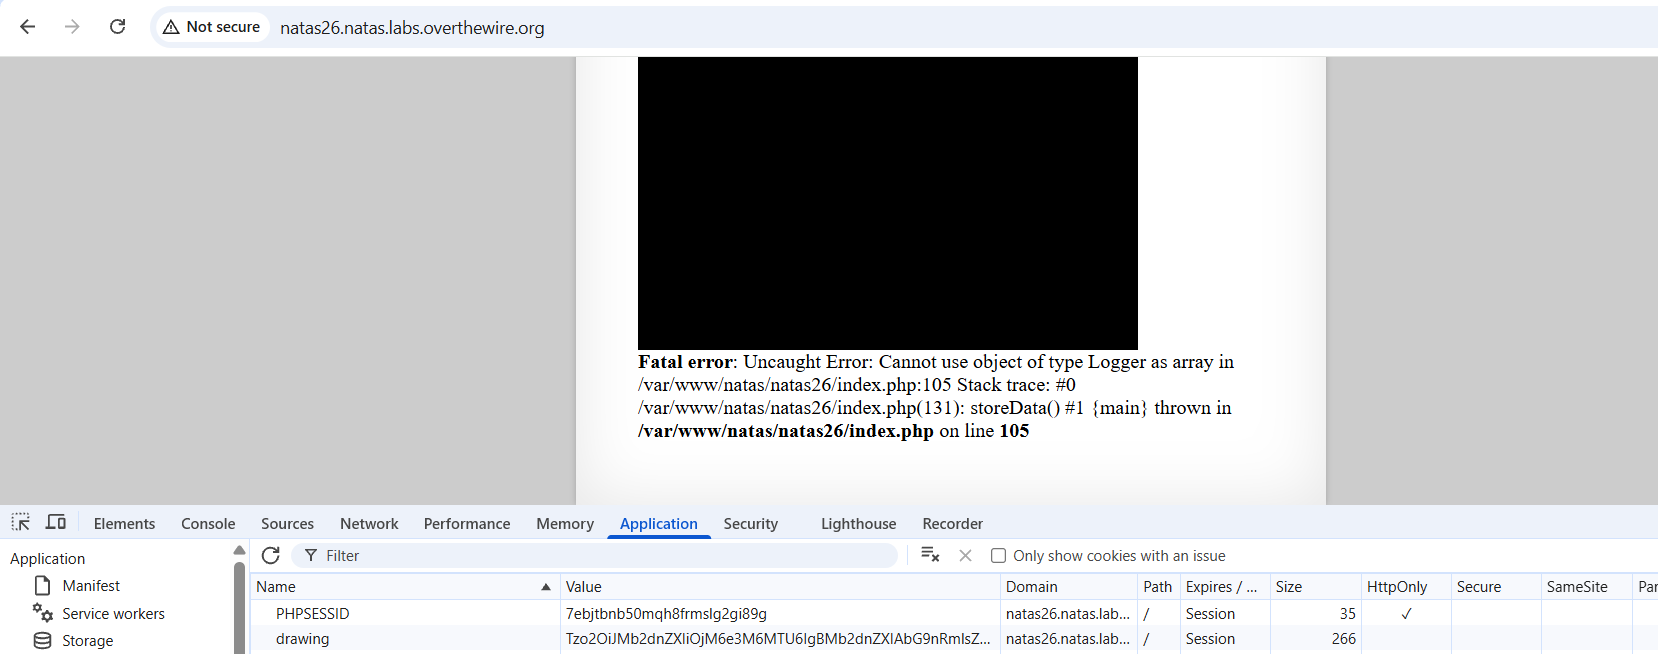 Not secure natas26.natas.labs.overthewire.org
Fatal error: Uncaught Error: Cannot use object of type Logger as array in
/var/www/natas/natas26/index.php:105 Stack trace: #0
/var/www/natas/natas26/index.php(131): storeData() #1 {main} thrown in
/var/www/natas/natas26/index.php on line 105
Elements Console Sources Network Performance Memory Application Security Lighthouse Recorder
Application
Manifest
Service workers
Storage
Filter Only show cookies with an issue
Name Value Domain Path Expires / ... Size HttpOnly Secure SameSite Par
PHPSESSID 7ebjtbnb50mqh8frmslg2gi89g natas26.natas.lab... / Session 35 ✓
drawing Tzo2OiJMb2dnZXIiOjM6e3M6MTU6IgBMb2dnZXIAbG9nRmlsZ... natas26.natas.lab... / Session 266